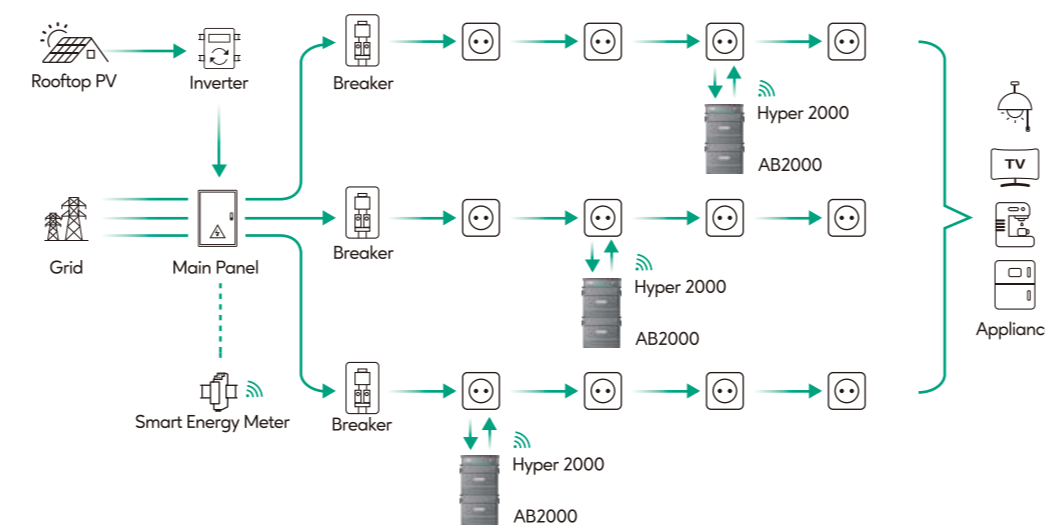 Rooftop PV
Inverter
Breaker
Hyper 2000
AB2000
TV
Grid
Main Panel
Breaker
Hyper 2000
AB2000
Applianc
Smart Energy Meter
Breaker
Hyper 2000
AB2000